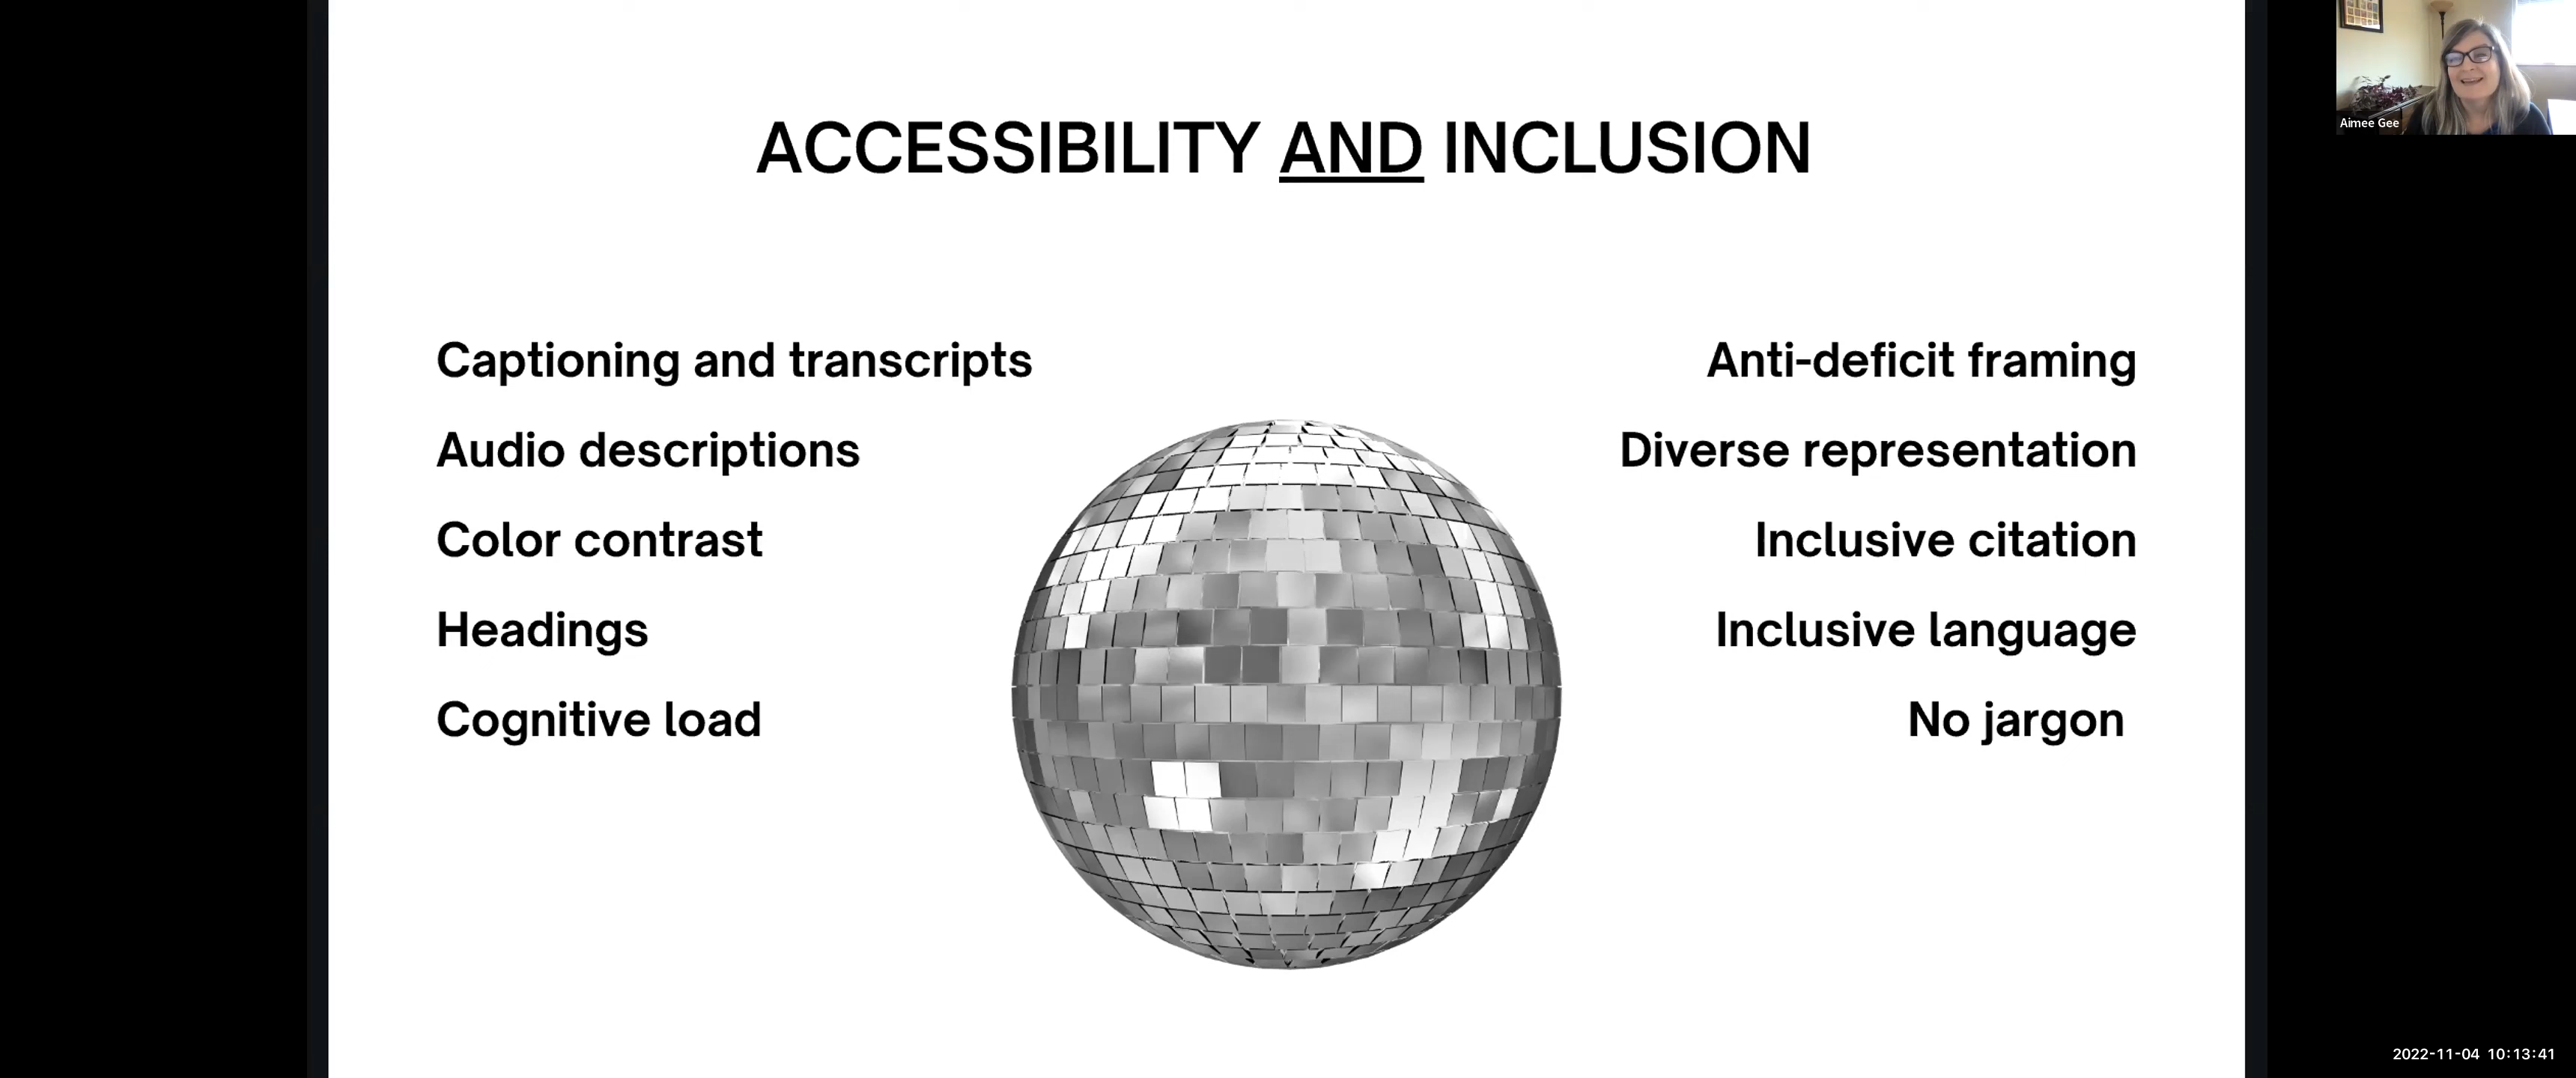 ACCESSIBILITY AND INCLUSION
Captioning and transcripts
Audio descriptions
Color contrast
Headings
Cognitive load
Anti-deficit framing
Diverse representation
Inclusive citation
Inclusive language
No jargon
Aimee Gee
2022-11-04 10:13:41